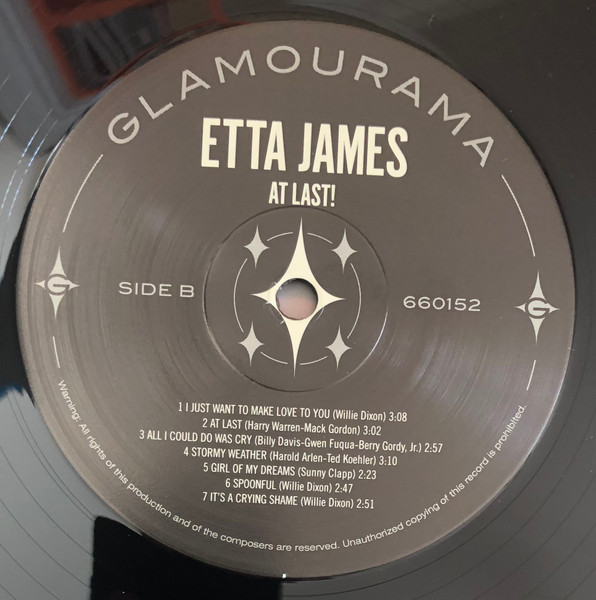 GLAMOURAMA
ETTA JAMES
AT LAST!
SIDE B
660152
G
G
1 I JUST WANT TO MAKE LOVE TO YOU (Willie Dixon) 3:08
2 AT LAST (Harry Warren-Mack Gordon) 3:02
3 ALL I COULD DO WAS CRY (Billy Davis-Gwen Fuqua-Berry Gordy, Jr.) 2:57
4 STORMY WEATHER (Harold Arlen-Ted Koehler) 3:10
5 GIRL OF MY DREAMS (Sunny Clapp) 2:23
6 SPOONFUL (Willie Dixon) 2:47
7 IT'S A CRYING SHAME (Willie Dixon) 2:51
Warning: All rights of this production and of the composers are reserved. Unauthorized copying of this record is prohibited.